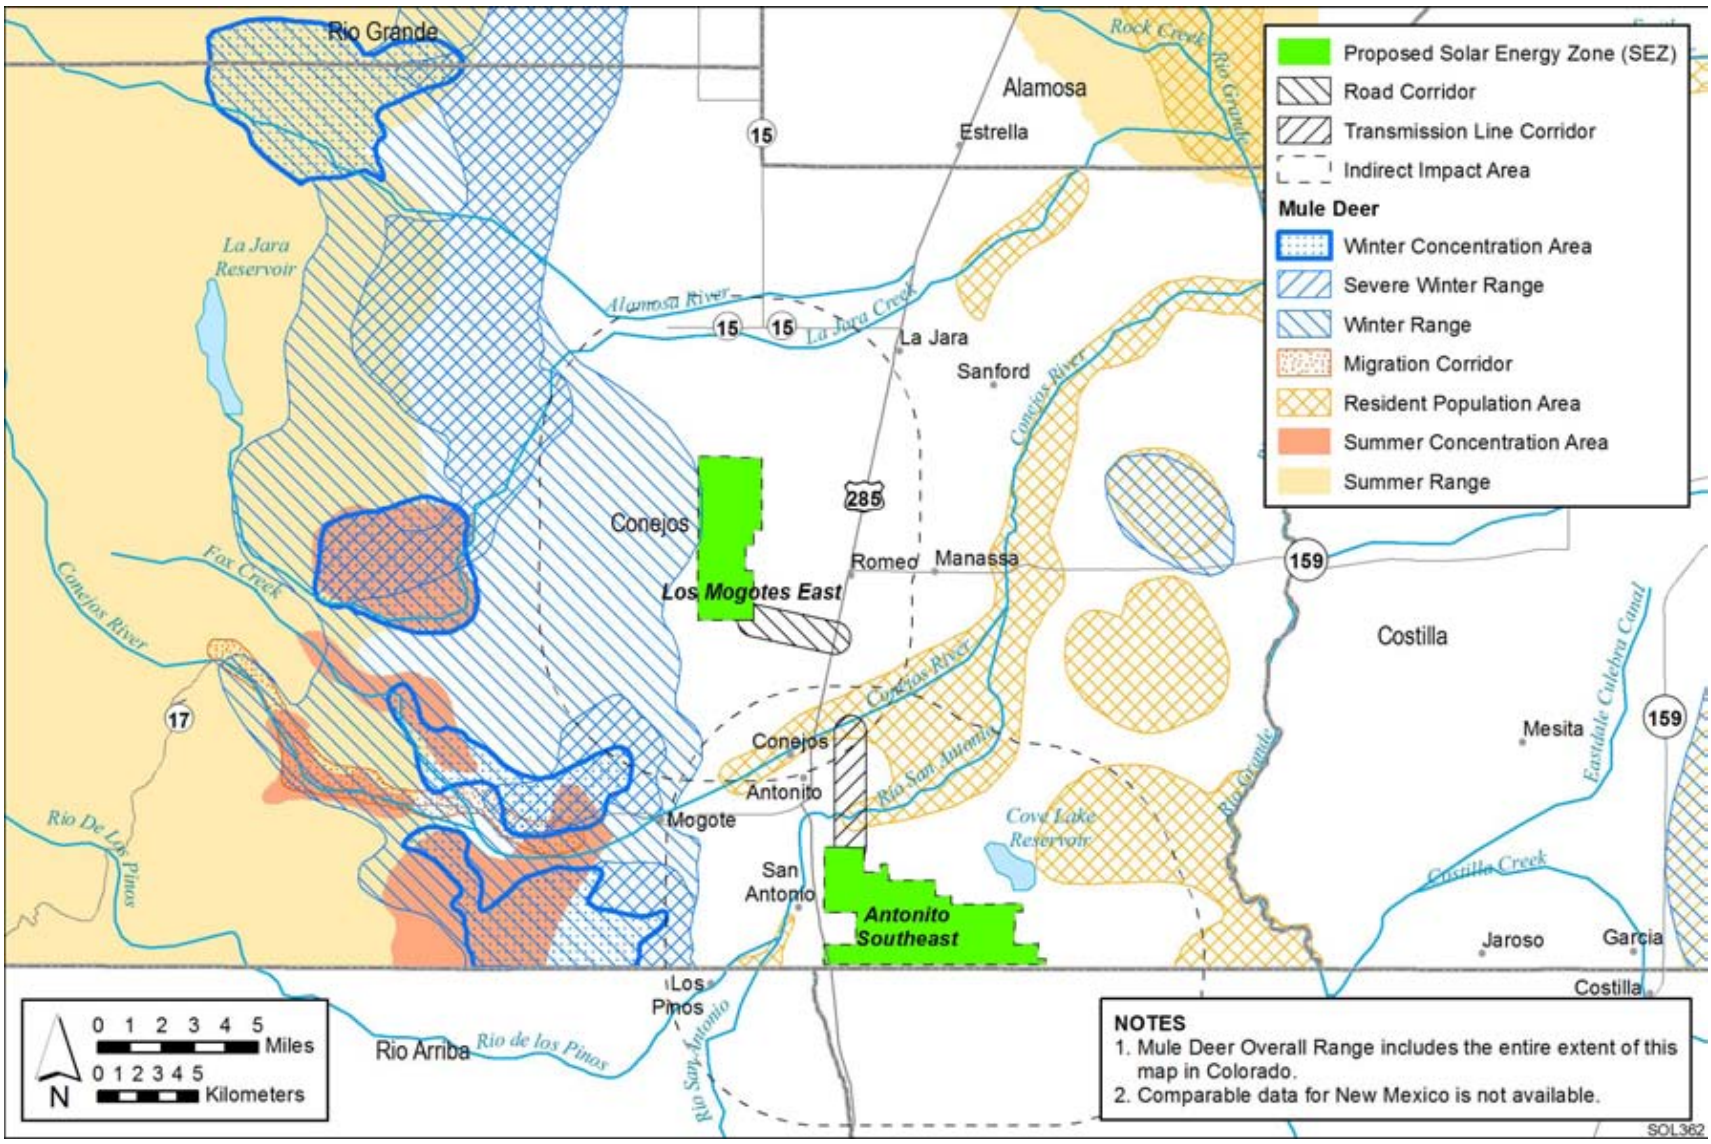 Rio Grande
Rock Creek
Rio Grande
Alamosa
15
Estrella
La Jara
Reservoir
Alamosa River
15
15
La Jara Creek
La Jara
Sanford
Conejos River
285
Conejos
Romeo
Manassa
159
Los Mogotes East
Fox Creek
Conejos River
Costilla
Eastdale Culebra Canal
Conejos River
17
Conejos
159
Mesita
Rio San Antonio
Rio Grande
Antonito
Mogote
Cove Lake
Reservoir
Rio De Los Pinos
San
Antonio
Costilla Creek
Antonito
Southeast
Jaroso
Garcia
Costilla
Los
Pinos
Rio San Antonio
Rio Arriba
Rio de los Pinos
Proposed Solar Energy Zone (SEZ)
Road Corridor
Transmission Line Corridor
Indirect Impact Area
Mule Deer
Winter Concentration Area
Severe Winter Range
Winter Range
Migration Corridor
Resident Population Area
Summer Concentration Area
Summer Range
N
0 1 2 3 4 5
Miles
0 1 2 3 4 5
Kilometers
NOTES
1. Mule Deer Overall Range includes the entire extent of this
map in Colorado.
2. Comparable data for New Mexico is not available.
SOL362